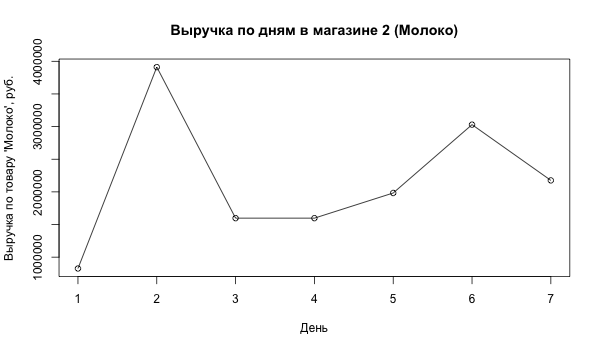 Выручка по дням в магазине 2 (Молоко)
Выручка по товару 'Молоко', руб.
4000000
3000000
2000000
1000000
1 2 3 4 5 6 7
День